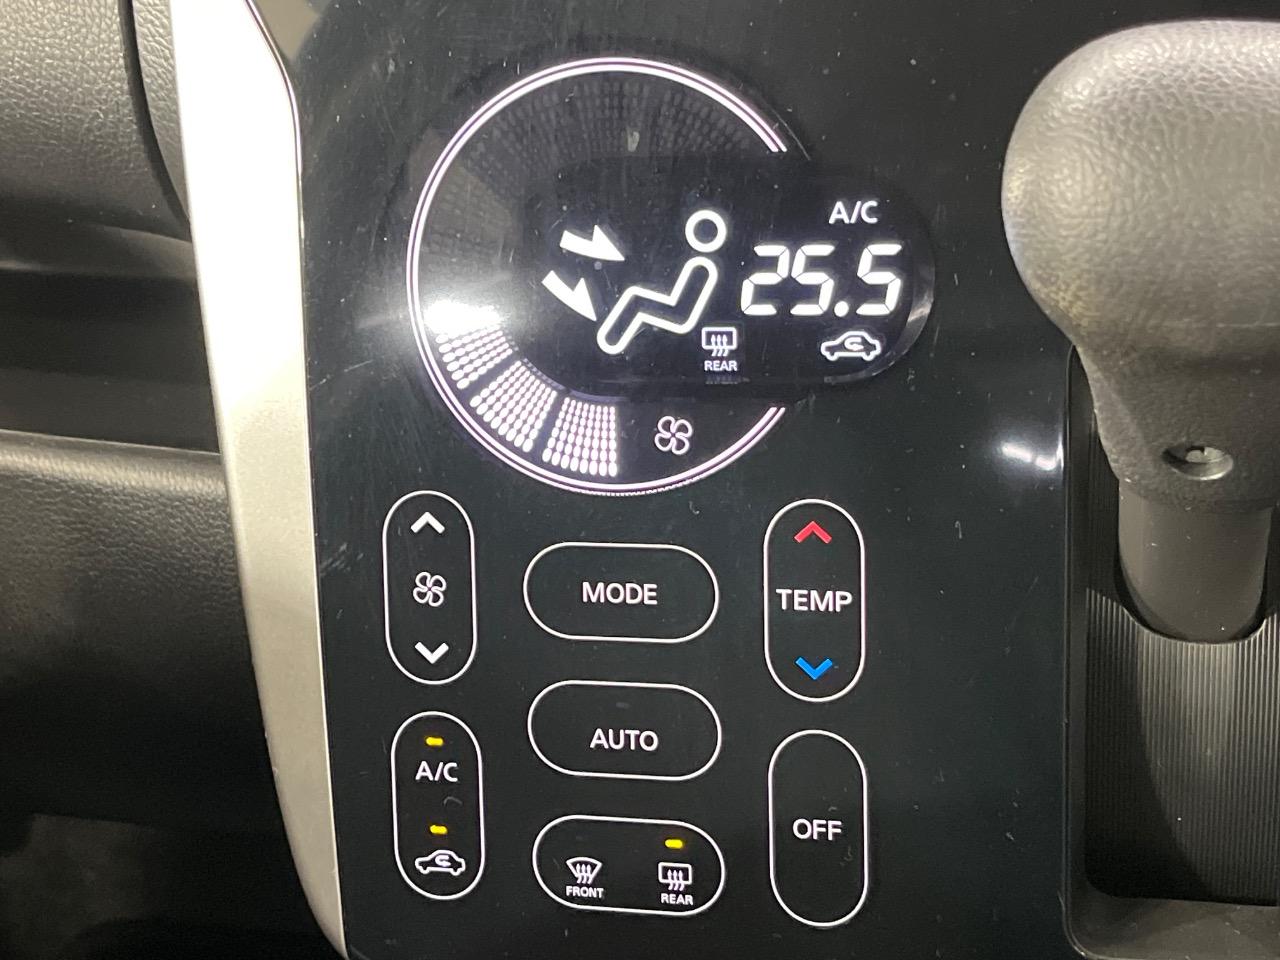 A/C
25.5
REAR
MODE
TEMP
AUTO
A/C
OFF
FRONT
REAR